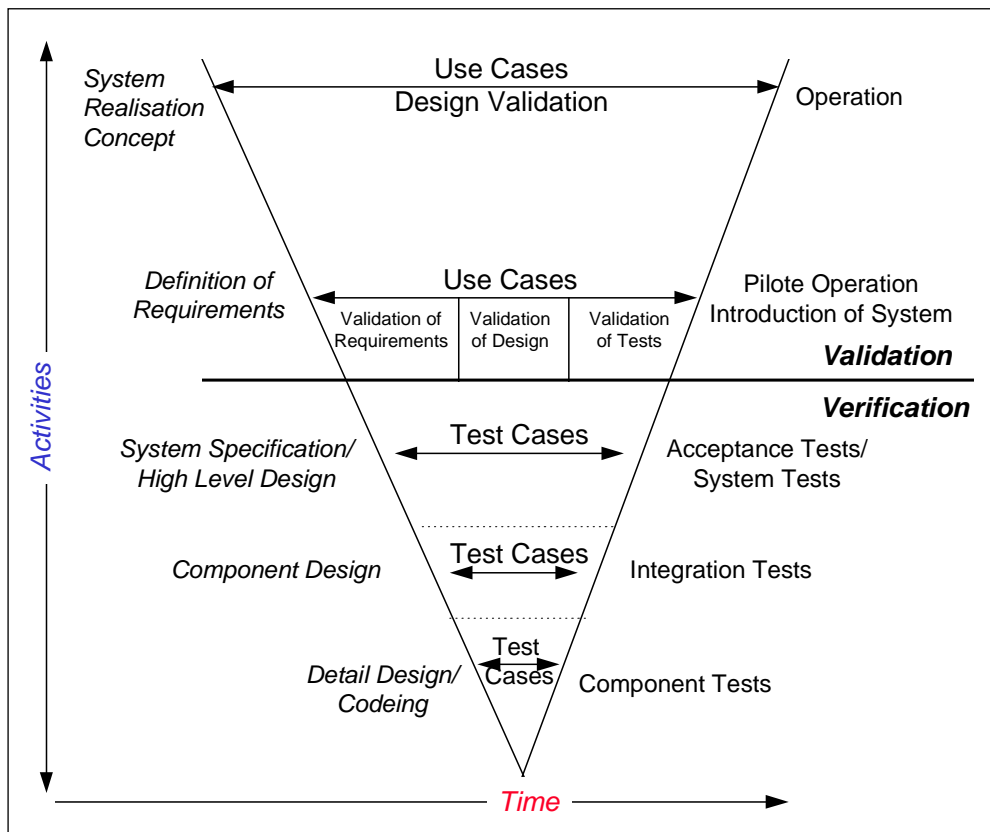 System
Realisation
Concept
Use Cases
Design Validation
Operation
Definition of
Requirements
Use Cases
Validation of
Requirements
Validation
of Design
Validation
of Tests
Pilote Operation
Introduction of System
Validation
Verification
Activities
System Specification/
High Level Design
Test Cases
Acceptance Tests/
System Tests
Component Design
Test Cases
Integration Tests
Detail Design/
Codeing
Test
Cases
Component Tests
Time